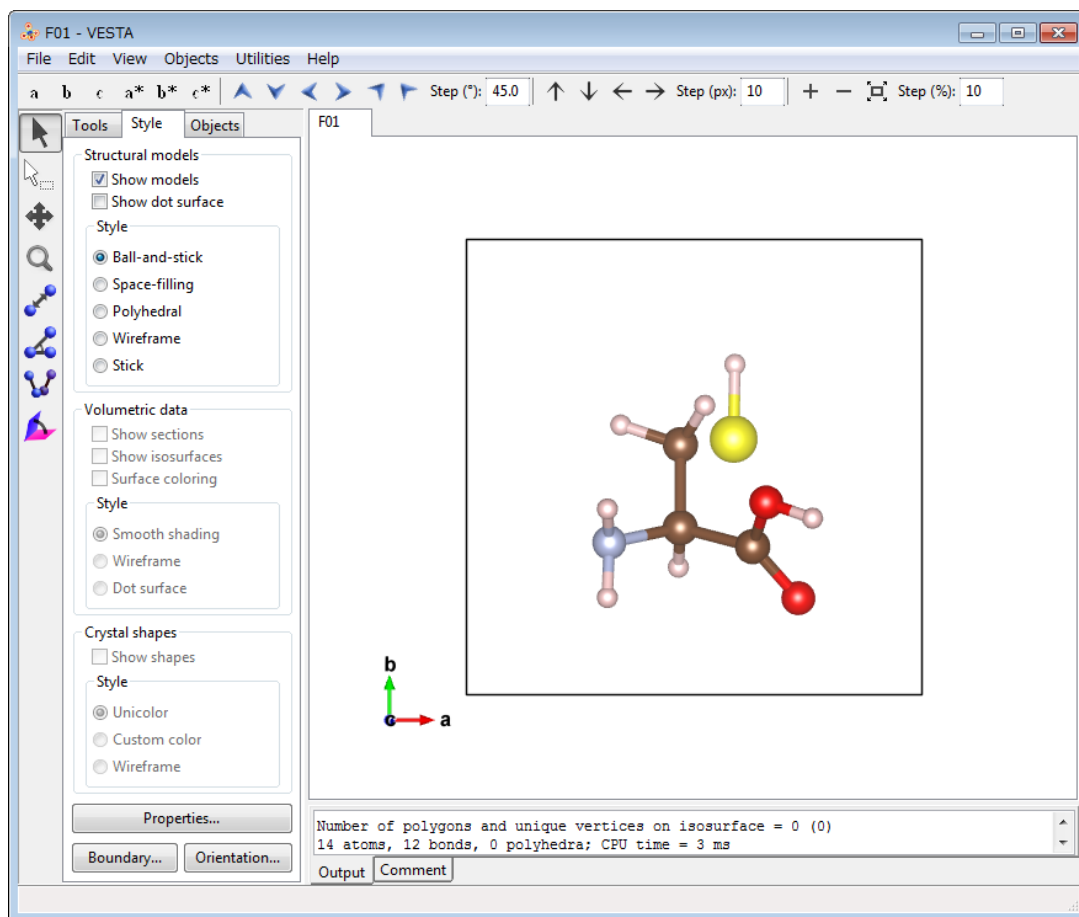 F01 - VESTA
File Edit View Objects Utilities Help
a b c a* b* c* Step (°): 45.0 Step (px): 10 Step (%): 10
Tools Style Objects
F01
Structural models
Show models
Show dot surface
Style
Ball-and-stick
Space-filling
Polyhedral
Wireframe
Stick
Volumetric data
Show sections
Show isosurfaces
Surface coloring
Style
Smooth shading
Wireframe
Dot surface
Crystal shapes
Show shapes
Style
Unicolor
Custom color
Wireframe
Properties...
Boundary... Orientation...
b
c a
Number of polygons and unique vertices on isosurface = 0 (0)
14 atoms, 12 bonds, 0 polyhedra; CPU time = 3 ms
Output Comment